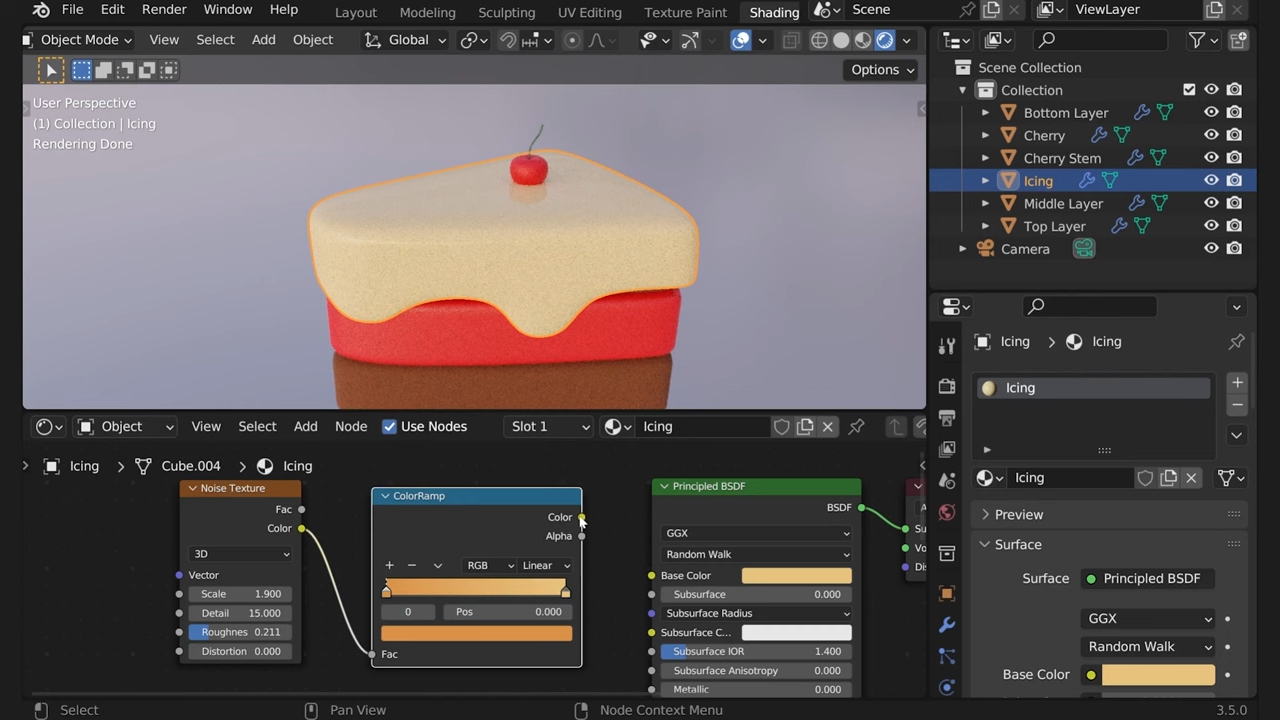 File Edit Render Window Help Layout Modeling Sculpting UV Editing Texture Paint Shading Scene ViewLayer
Object Mode View Select Add Object Global
Options
User Perspective
(1) Collection | Icing
Rendering Done
Scene Collection
Collection
Bottom Layer
Cherry
Cherry Stem
Icing
Middle Layer
Top Layer
Camera
Object View Select Add Node Use Nodes Slot 1 Icing
Icing > Cube.004 > Icing
Noise Texture
Fac
Color
3D
Vector
Scale 1.900
Detail 15.000
Roughnes 0.211
Distortion 0.000
ColorRamp
Color
Alpha
+ − RGB Linear
0 Pos 0.000
Fac
Principled BSDF
BSDF
GGX
Random Walk
Base Color
Subsurface 0.000
Subsurface Radius
Subsurface C...
Subsurface IOR 1.400
Subsurface Anisotropy 0.000
Metallic 0.000
Icing > Icing
Icing
Icing
Preview
Surface
Surface Principled BSDF
GGX
Random Walk
Base Color
Select Pan View Node Context Menu 3.5.0